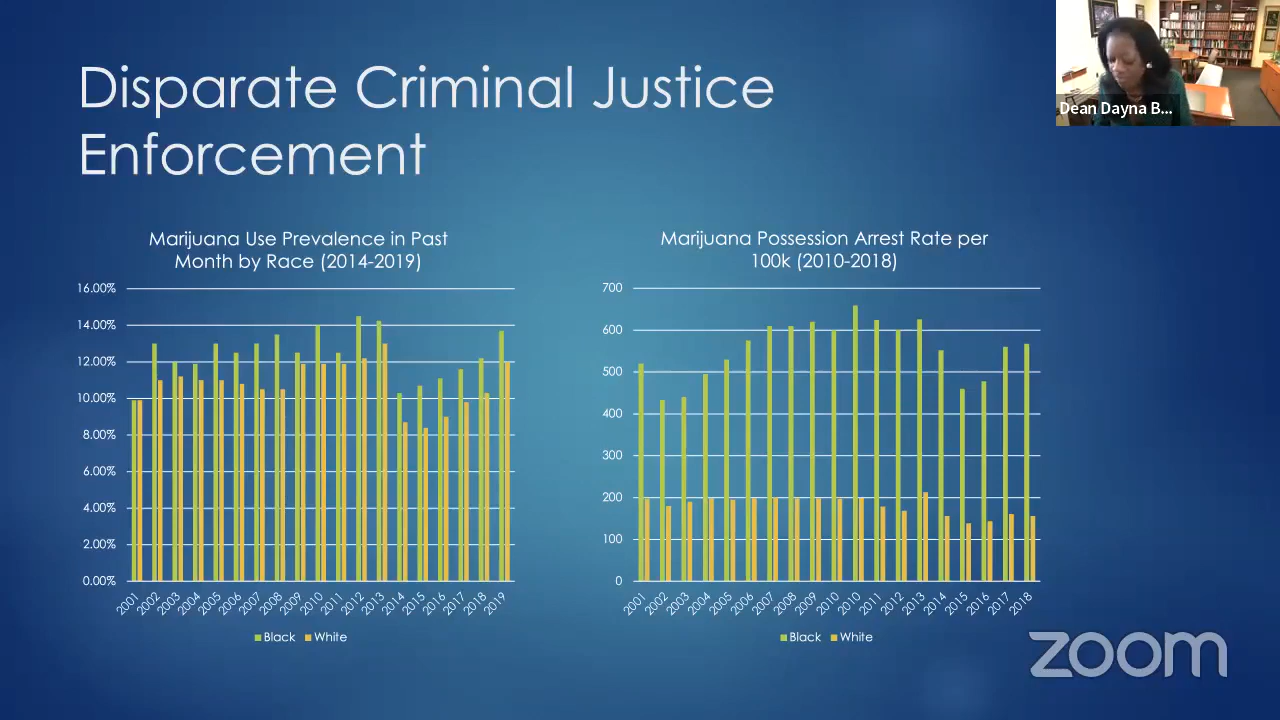 Disparate Criminal Justice
Enforcement
Dean Dayna B...
Marijuana Use Prevalence in Past
Month by Race (2014-2019)
16.00%
14.00%
12.00%
10.00%
8.00%
6.00%
4.00%
2.00%
0.00%
2001 2002 2003 2004 2005 2006 2007 2008 2009 2010 2011 2012 2013 2014 2015 2016 2017 2018 2019
Black White
Marijuana Possession Arrest Rate per
100k (2010-2018)
700
600
500
400
300
200
100
0
2001 2002 2003 2004 2005 2006 2007 2008 2009 2010 2010 2011 2012 2013 2014 2015 2016 2017 2018
Black White
zoom